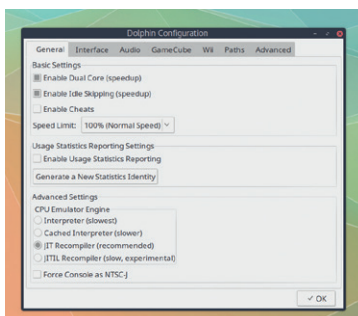 Dolphin Configuration
General Interface Audio GameCube Wii Paths Advanced
Basic Settings
Enable Dual Core (speedup)
Enable Idle Skipping (speedup)
Enable Cheats
Speed Limit: 100% (Normal Speed)
Usage Statistics Reporting Settings
Enable Usage Statistics Reporting
Generate a New Statistics Identity
Advanced Settings
CPU Emulator Engine
Interpreter (slowest)
Cached Interpreter (slower)
JIT Recompiler (recommended)
JITIL Recompiler (slow, experimental)
Force Console as NTSC-J
OK